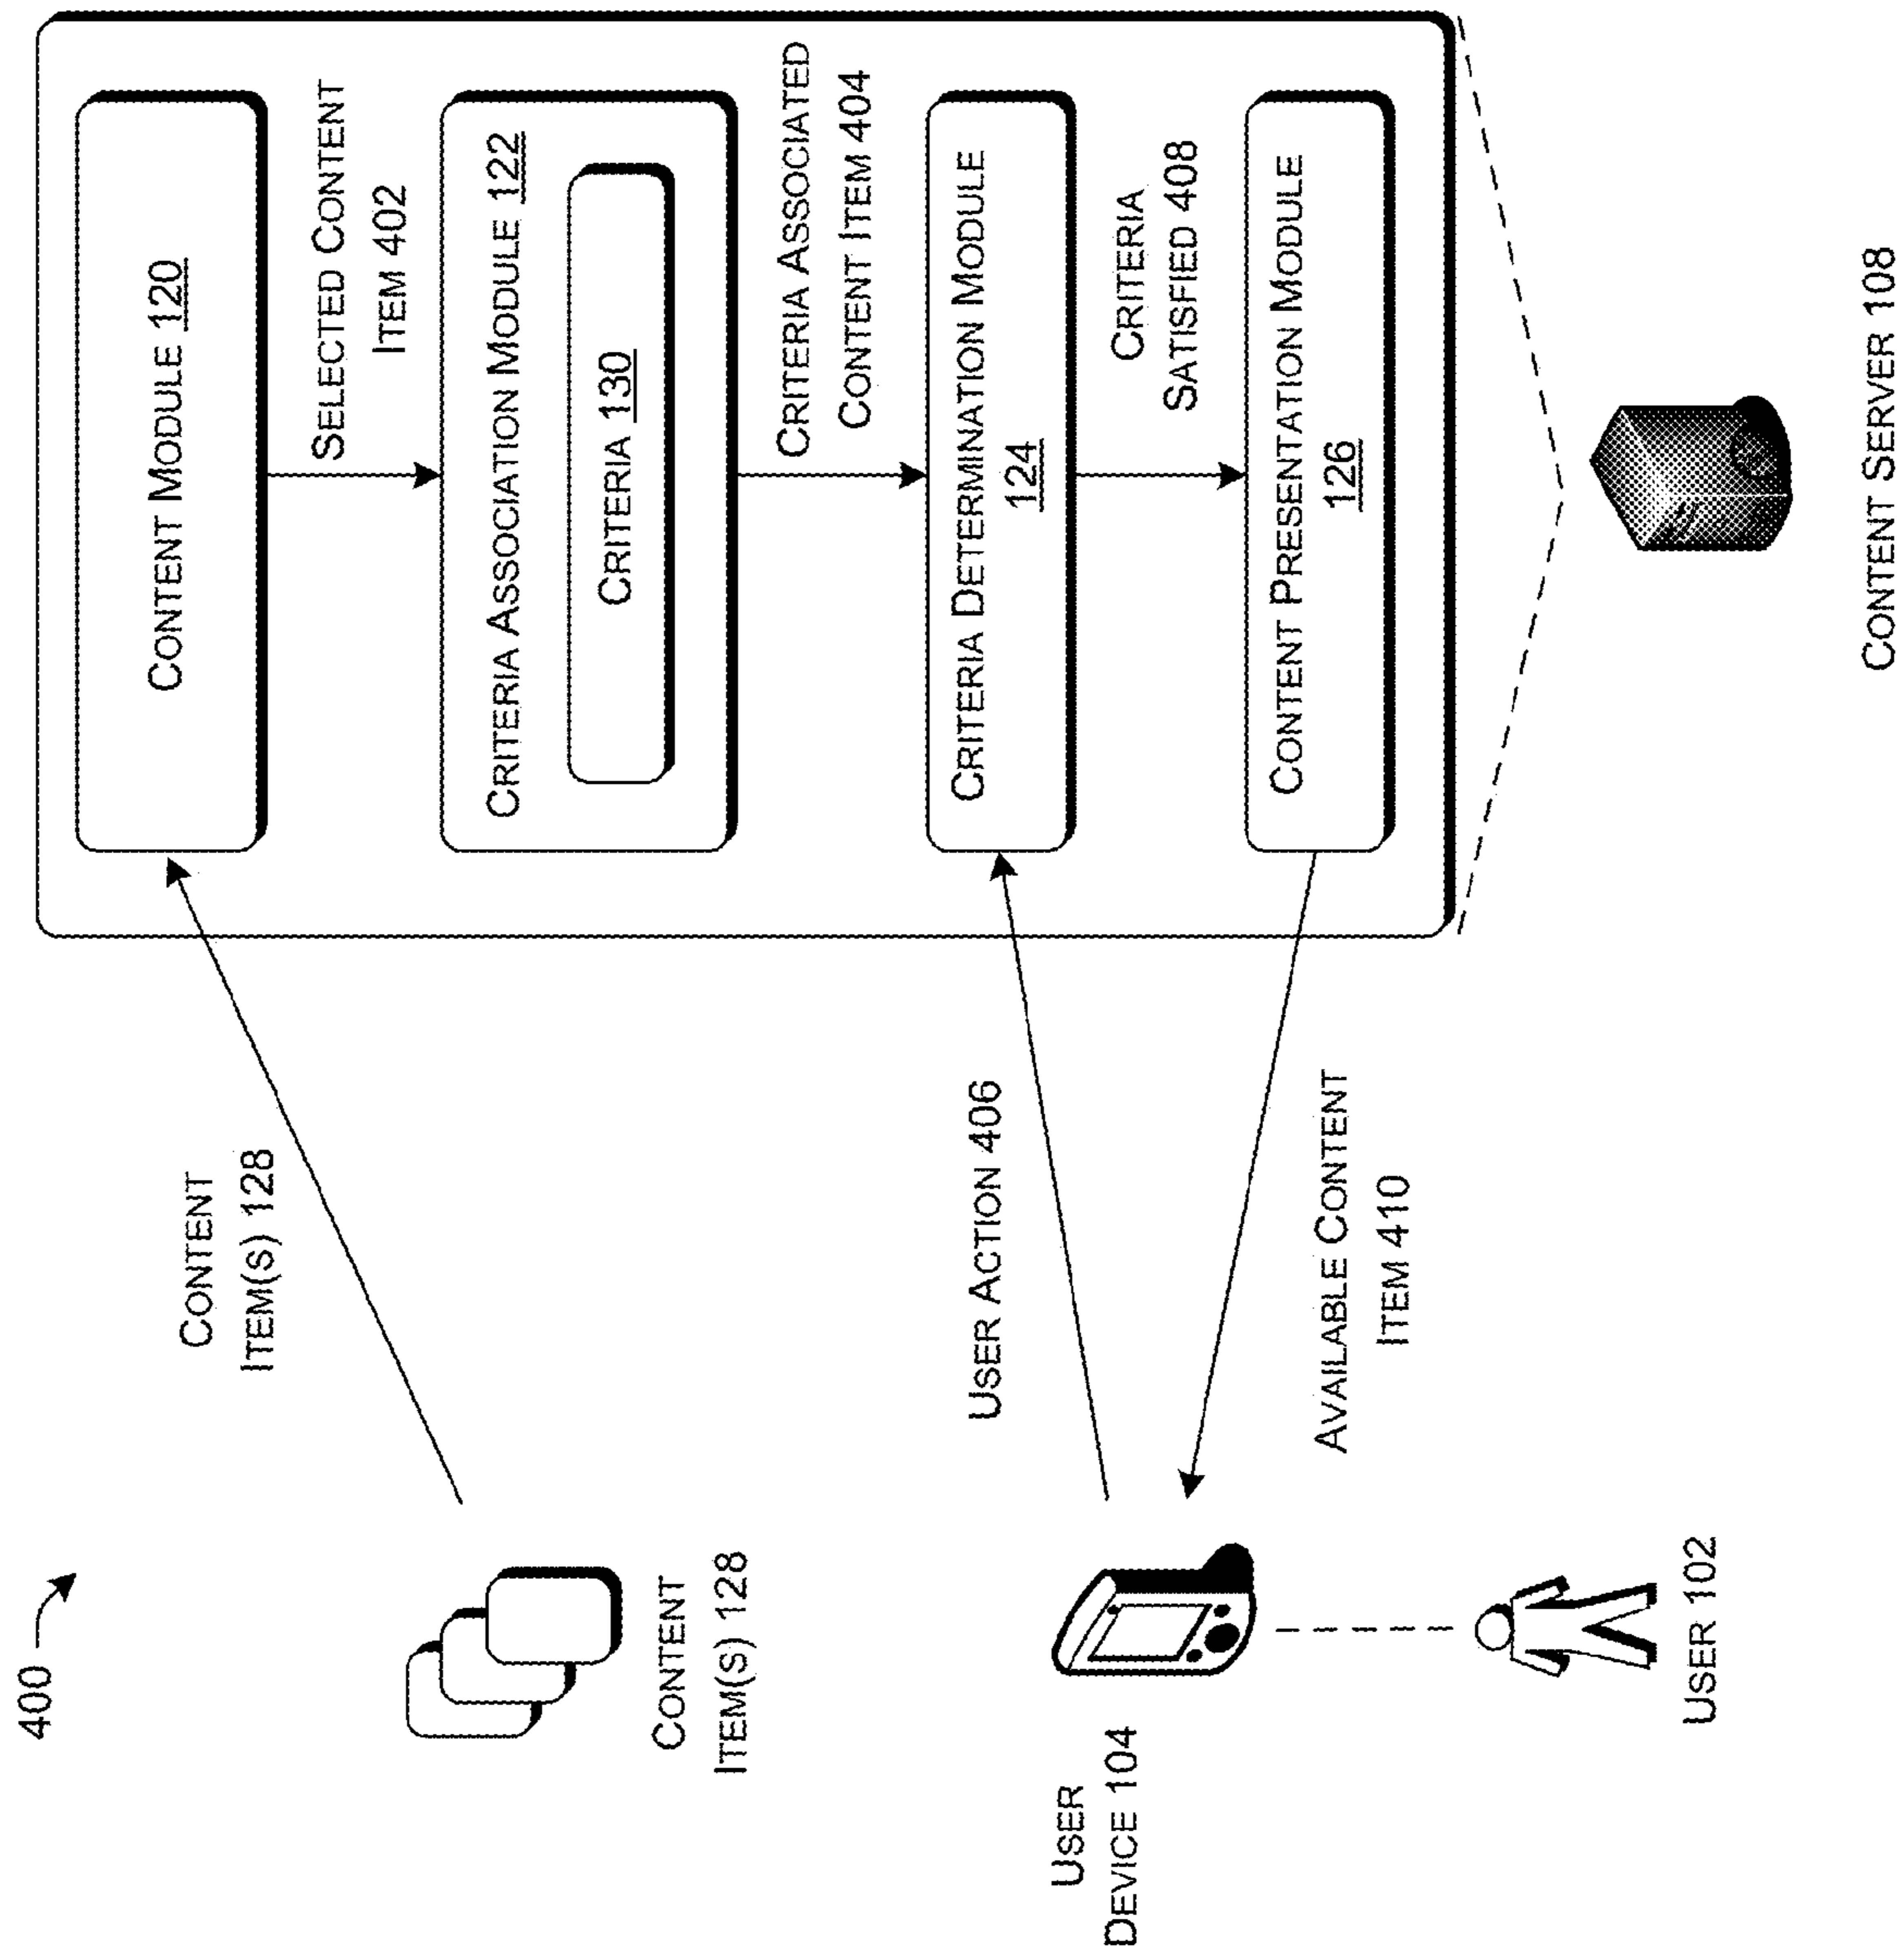 400
CONTENT
ITEM(S) 128
CONTENT
ITEM(S) 128
USER
DEVICE 104
USER 102
USER ACTION 406
AVAILABLE CONTENT
ITEM 410
CONTENT MODULE 120
SELECTED CONTENT
ITEM 402
CRITERIA ASSOCIATION MODULE 122
CRITERIA 130
CRITERIA ASSOCIATED
CONTENT ITEM 404
CRITERIA DETERMINATION MODULE
124
CRITERIA
SATISFIED 408
CONTENT PRESENTATION MODULE
126
CONTENT SERVER 108